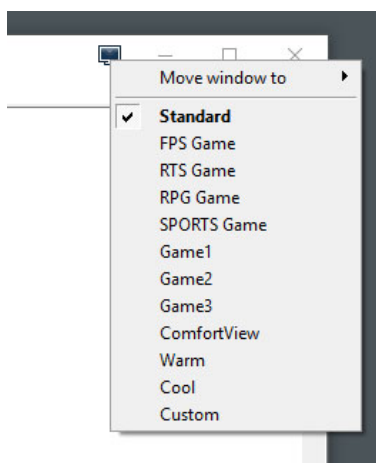 Move window to
Standard
FPS Game
RTS Game
RPG Game
SPORTS Game
Game1
Game2
Game3
ComfortView
Warm
Cool
Custom